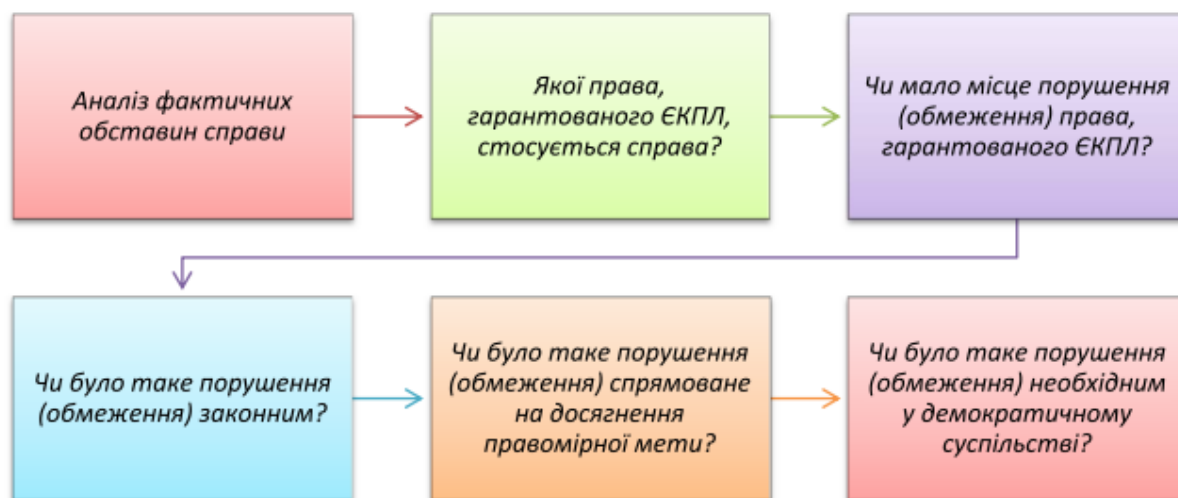 Аналіз фактичних
обставин справи
Якої права,
гарантованого ЄКПЛ,
стосується справа?
Чи мало місце порушення
(обмеження) права,
гарантованого ЄКПЛ?
Чи було таке порушення
(обмеження) законним?
Чи було таке порушення
(обмеження) спрямоване
на досягнення
правомірної мети?
Чи було таке порушення
(обмеження) необхідним
у демократичному
суспільстві?